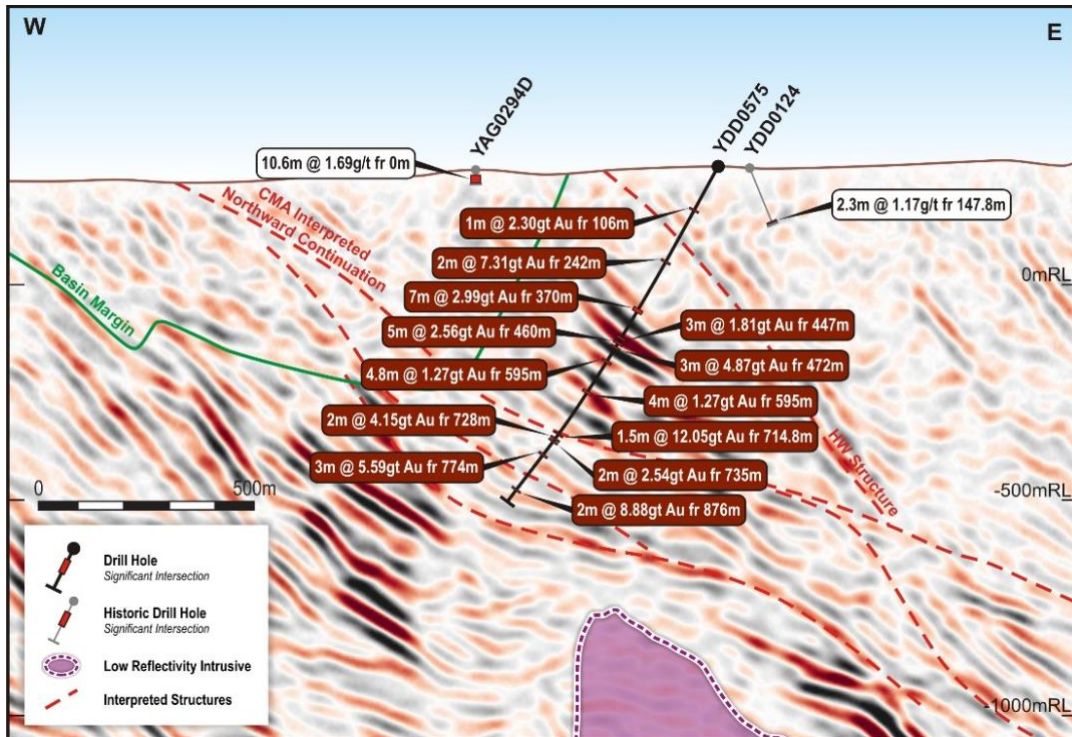 W
E
YAG0294D
YDD0575
YDD0124
10.6m @ 1.69g/t fr 0m
2.3m @ 1.17g/t fr 147.8m
CMA Interpreted
Northward Continuation
1m @ 2.30gt Au fr 106m
2m @ 7.31gt Au fr 242m
0mRL
Basin Margin
7m @ 2.99gt Au fr 370m
5m @ 2.56gt Au fr 460m
3m @ 1.81gt Au fr 447m
4.8m @ 1.27gt Au fr 595m
3m @ 4.87gt Au fr 472m
4m @ 1.27gt Au fr 595m
2m @ 4.15gt Au fr 728m
1.5m @ 12.05gt Au fr 714.8m
3m @ 5.59gt Au fr 774m
2m @ 2.54gt Au fr 735m
HW Structure
2m @ 8.88gt Au fr 876m
-500mRL
0
500m
Drill Hole
Significant Intersection
Historic Drill Hole
Significant Intersection
Low Reflectivity Intrusive
Interpreted Structures
-1000mRL